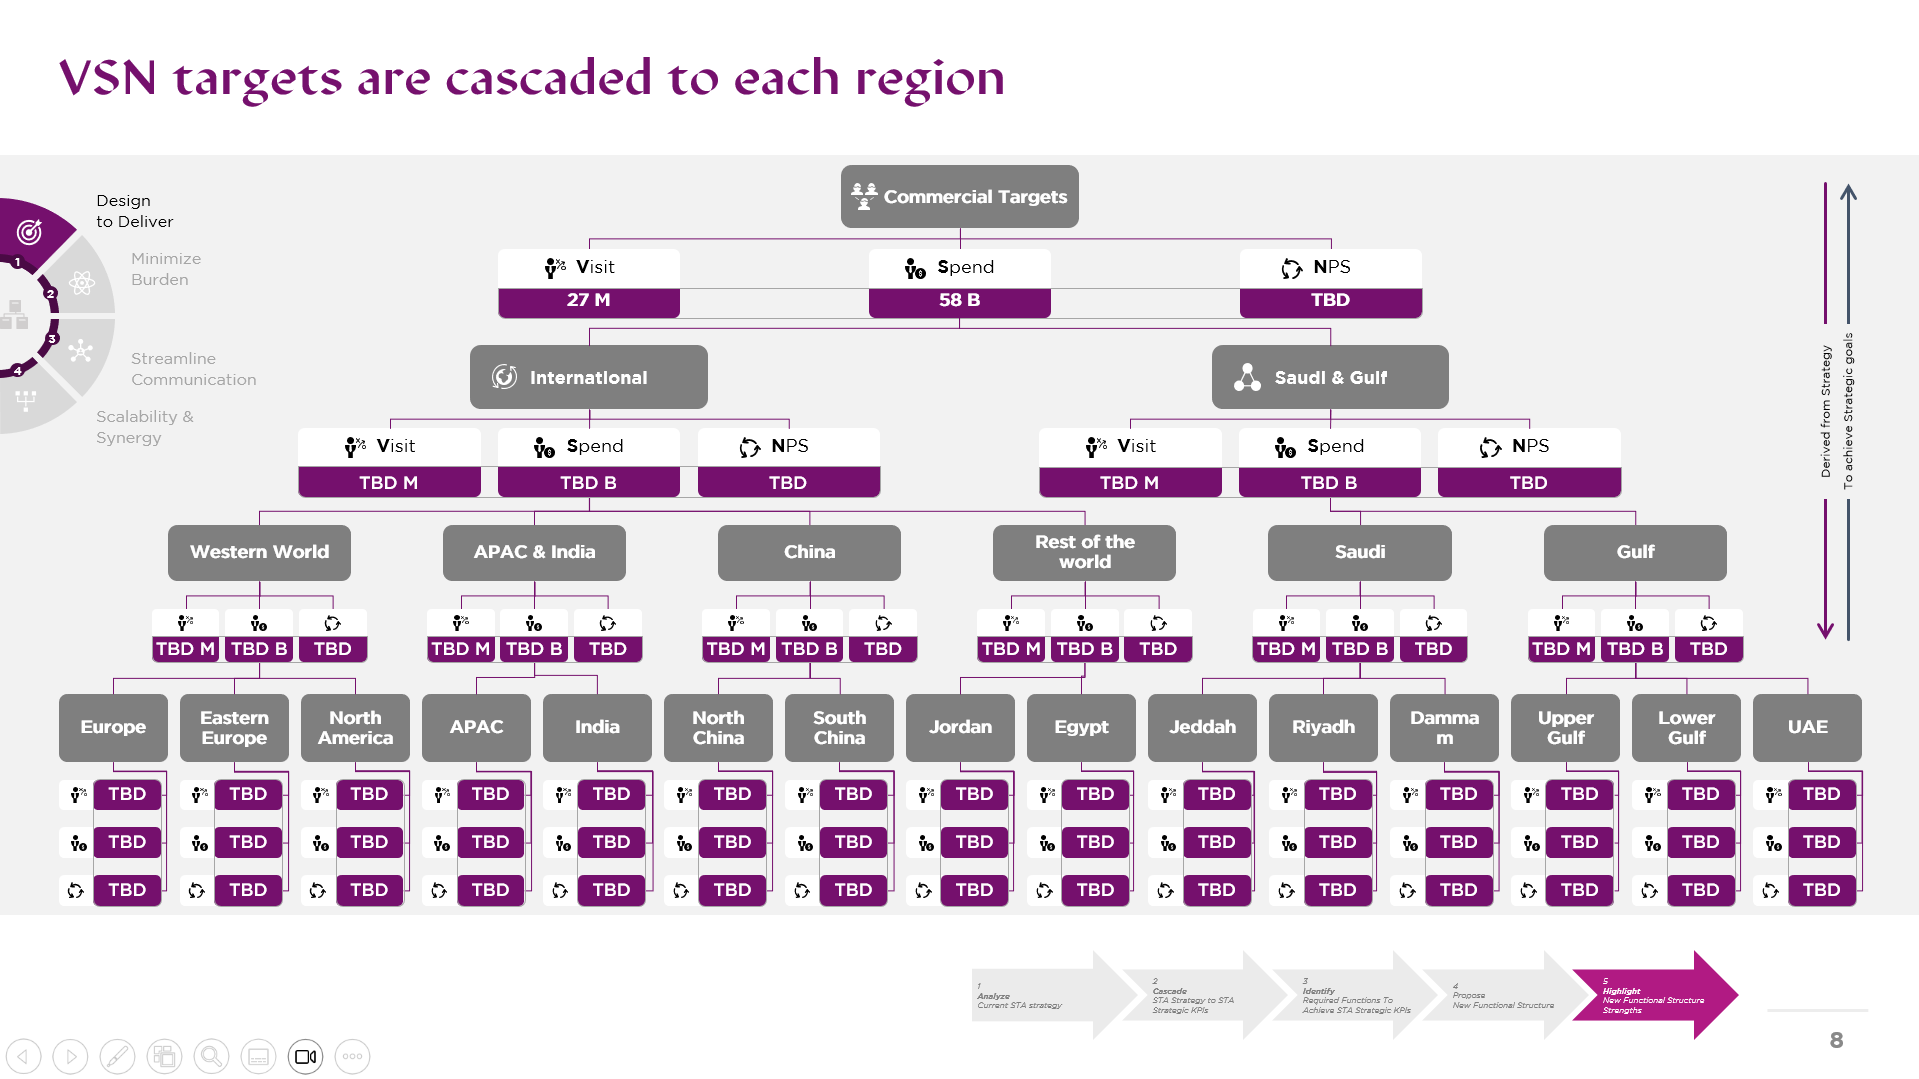 VSN targets are cascaded to each region
Design
to Deliver
Minimize
Burden
Streamline
Communication
Scalability &
Synergy
1
2
3
4
Commercial Targets
Visit
Spend
NPS
27 M
58 B
TBD
International
Saudi & Gulf
Visit
Spend
NPS
Visit
Spend
NPS
TBD M
TBD B
TBD
TBD M
TBD B
TBD
Western World
APAC & India
China
Rest of the
world
Saudi
Gulf
TBD M TBD B TBD
TBD M TBD B TBD
TBD M TBD B TBD
TBD M TBD B TBD
TBD M TBD B TBD
TBD M TBD B TBD
Europe
Eastern
Europe
North
America
APAC
India
North
China
South
China
Jordan
Egypt
Jeddah
Riyadh
Damma
m
Upper
Gulf
Lower
Gulf
UAE
TBD TBD TBD TBD TBD TBD TBD TBD TBD TBD TBD TBD TBD TBD TBD
TBD TBD TBD TBD TBD TBD TBD TBD TBD TBD TBD TBD TBD TBD TBD
TBD TBD TBD TBD TBD TBD TBD TBD TBD TBD TBD TBD TBD TBD TBD
Derived from Strategy
To achieve Strategic goals
1
Analyze
Current STA strategy
2
Cascade
STA Strategy to STA
Strategic KPIs
3
Identify
Required Functions To
Achieve STA Strategic KPIs
4
Propose
New Functional Structure
5
Highlight
New Functional Structure
Strengths
8